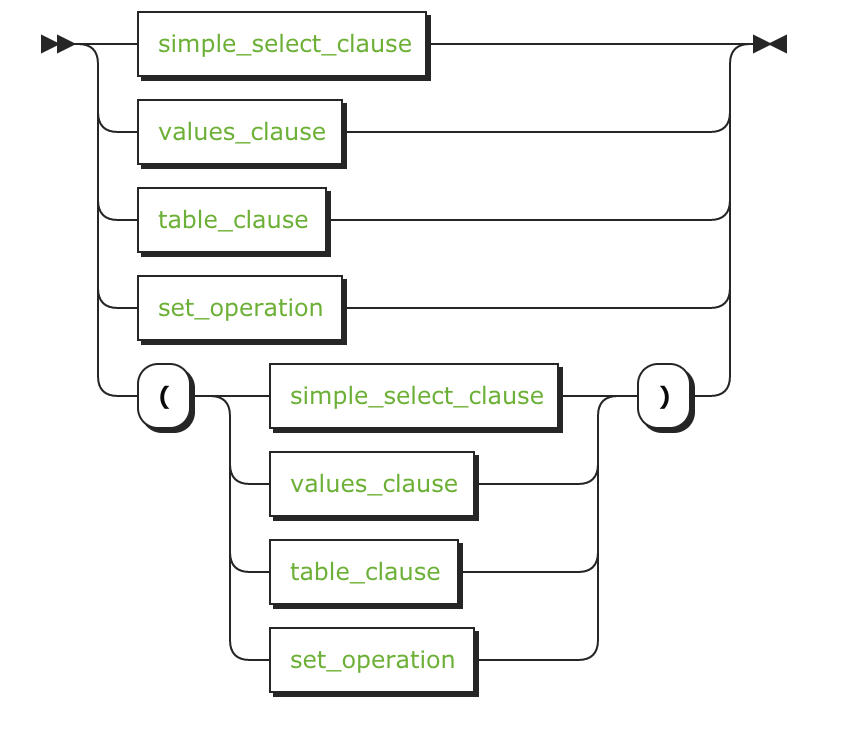 simple_select_clause
values_clause
table_clause
set_operation
( simple_select_clause )
values_clause
table_clause
set_operation